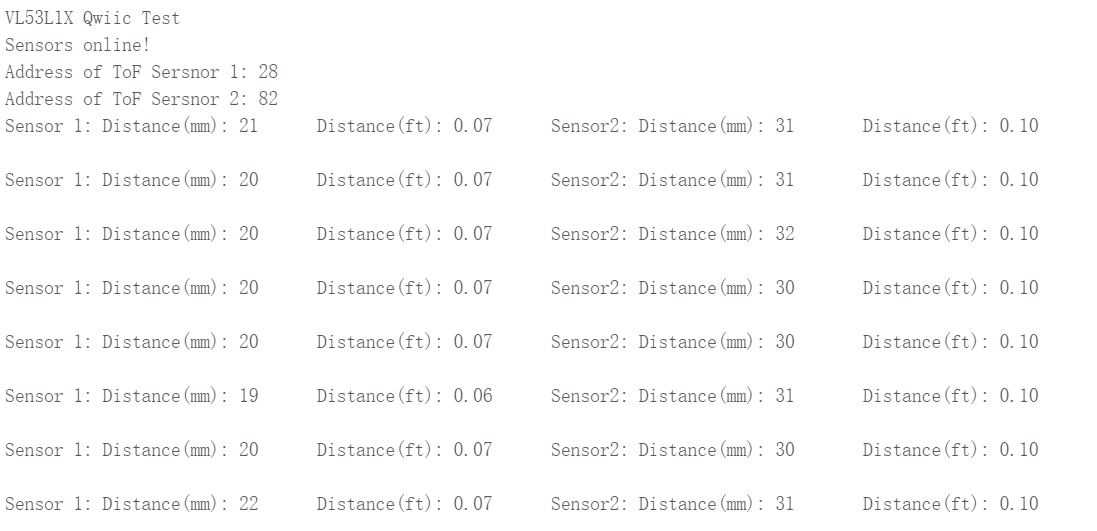 VL53L1X Qwiic Test
Sensors online!
Address of ToF Sersnor 1: 28
Address of ToF Sersnor 2: 82
Sensor 1: Distance(mm): 21 Distance(ft): 0.07 Sensor2: Distance(mm): 31 Distance(ft): 0.10
Sensor 1: Distance(mm): 20 Distance(ft): 0.07 Sensor2: Distance(mm): 31 Distance(ft): 0.10
Sensor 1: Distance(mm): 20 Distance(ft): 0.07 Sensor2: Distance(mm): 32 Distance(ft): 0.10
Sensor 1: Distance(mm): 20 Distance(ft): 0.07 Sensor2: Distance(mm): 30 Distance(ft): 0.10
Sensor 1: Distance(mm): 20 Distance(ft): 0.07 Sensor2: Distance(mm): 30 Distance(ft): 0.10
Sensor 1: Distance(mm): 19 Distance(ft): 0.06 Sensor2: Distance(mm): 31 Distance(ft): 0.10
Sensor 1: Distance(mm): 20 Distance(ft): 0.07 Sensor2: Distance(mm): 30 Distance(ft): 0.10
Sensor 1: Distance(mm): 22 Distance(ft): 0.07 Sensor2: Distance(mm): 31 Distance(ft): 0.10